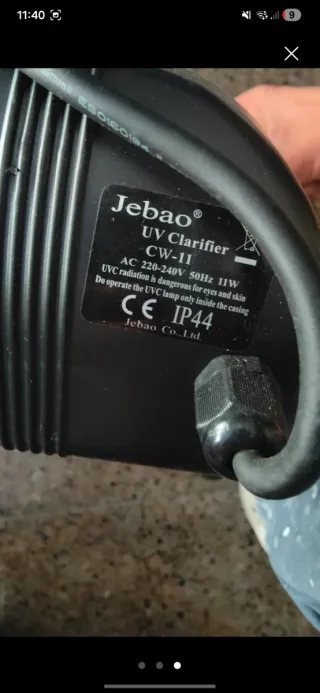 11:40
9
E60160194
Jebao®
UV Clarifier
CW-11
AC 220-240V 50Hz 11W
UVC radiation is dangerous for eyes and skin
Do operate the UVC lamp only inside the casing
CE IP44
Jebao Co., Ltd.